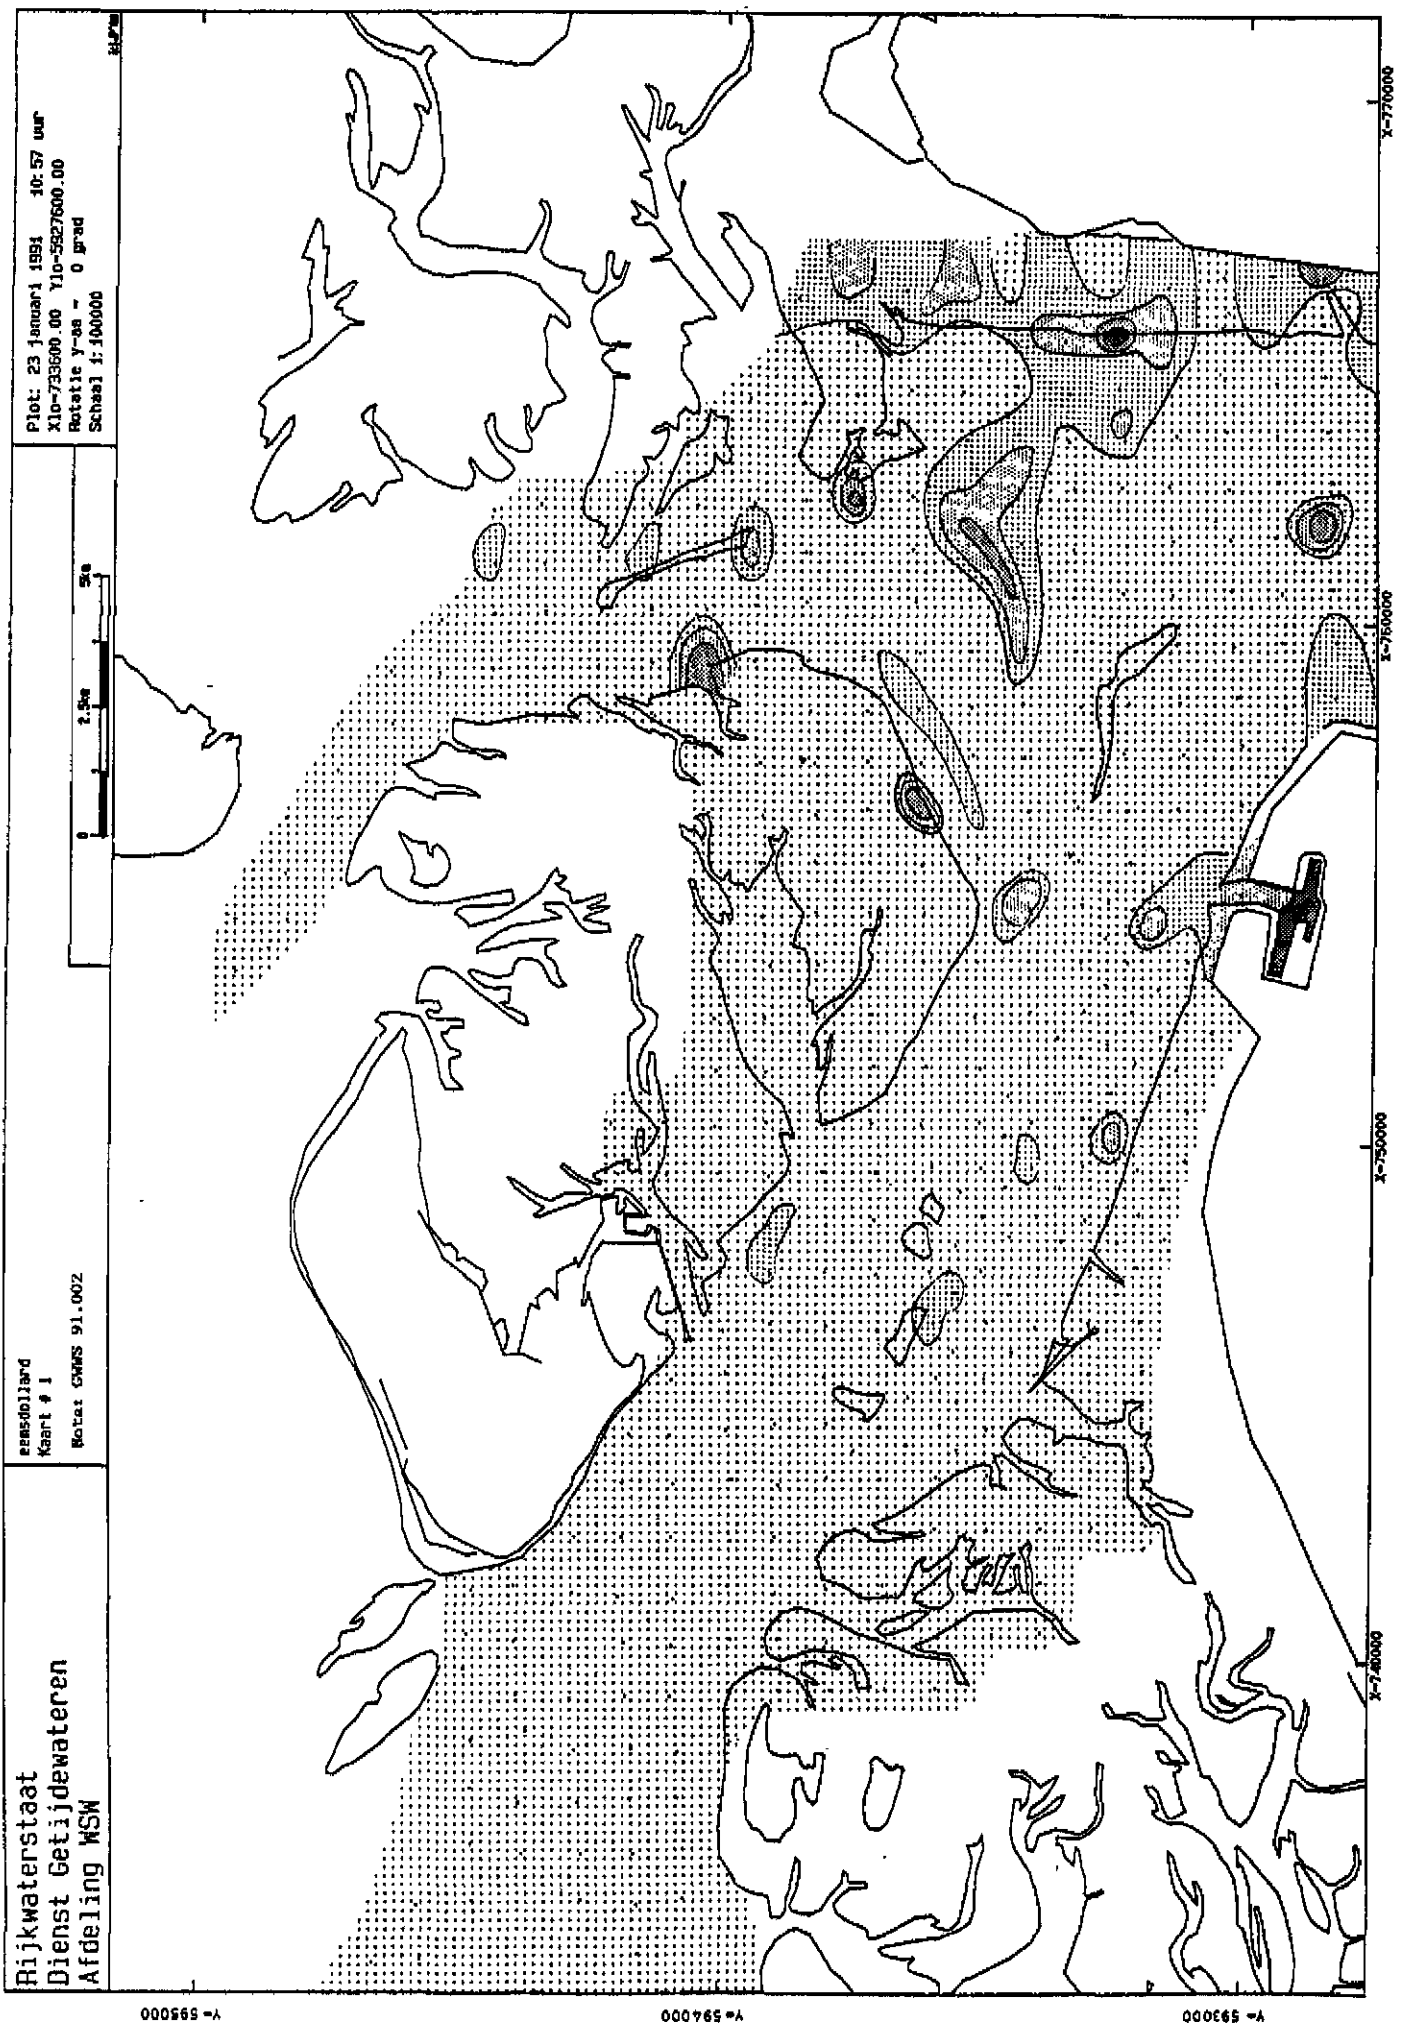 Rijkwaterstaat
Dienst Getijdewateren
Afdeling WSW
eemsdollard
Kaart # 1
Notat GWWS 91.002
0 2.5km 5km
Plot: 23 januari 1991 10:57 uur
Xlo=733600.00 Ylo=5927600.00
Rotatie y-as = 0 grad
Schaal 1:100000
Y=595000
Y=594000
Y=593000
X=740000
X=750000
X=760000
X=770000